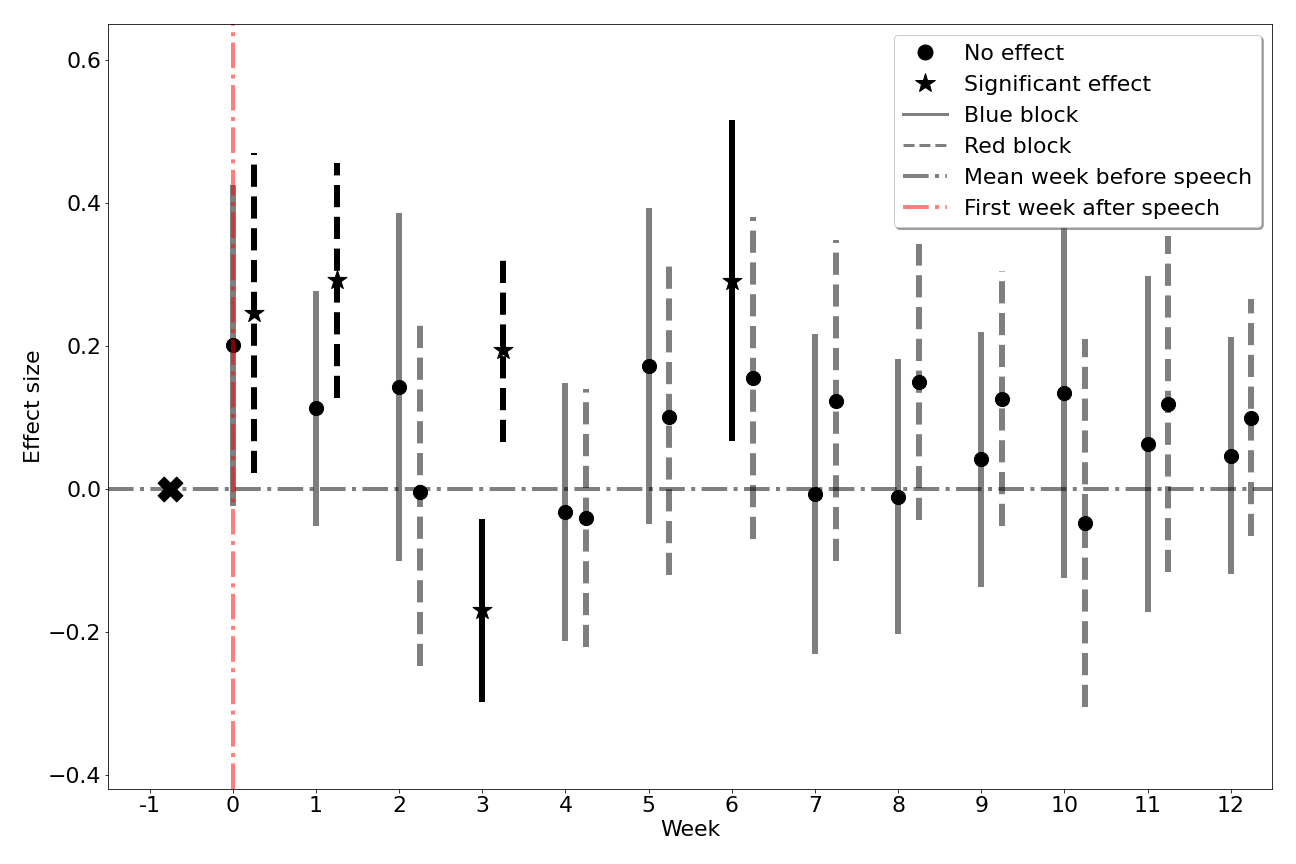 0.6
0.4
0.2
0.0
−0.2
−0.4
Effect size
No effect
Significant effect
Blue block
Red block
Mean week before speech
First week after speech
-1 0 1 2 3 4 5 6 7 8 9 10 11 12
Week